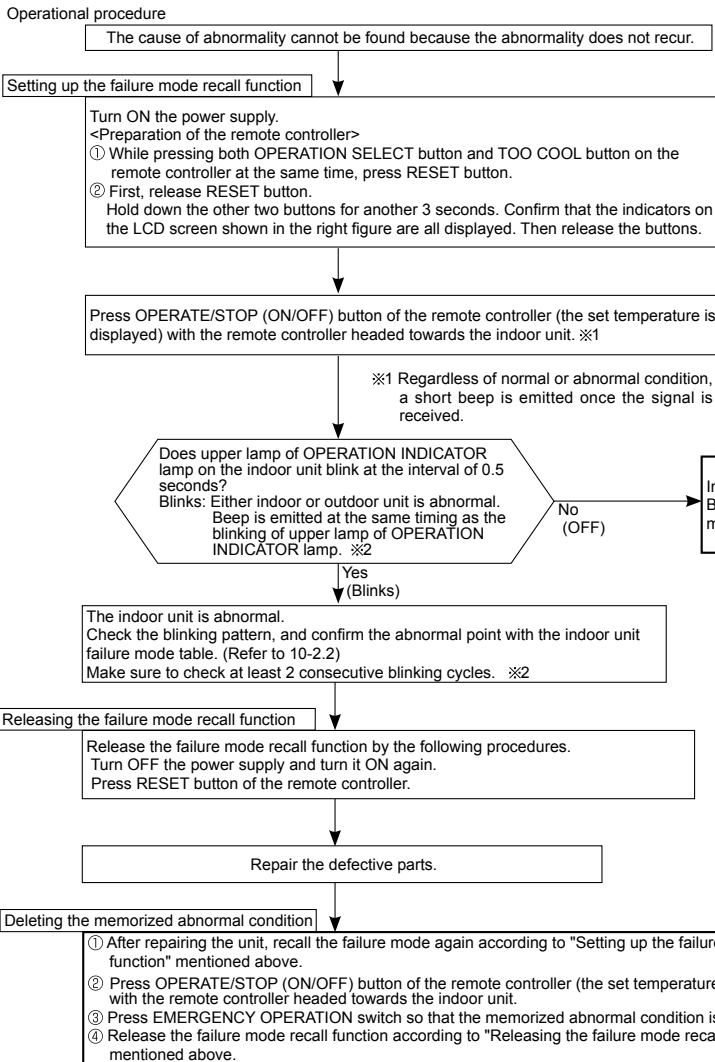 Operational procedure
The cause of abnormality cannot be found because the abnormality does not recur.
Setting up the failure mode recall function
Turn ON the power supply.
<Preparation of the remote controller>
① While pressing both OPERATION SELECT button and TOO COOL button on the
remote controller at the same time, press RESET button.
② First, release RESET button.
Hold down the other two buttons for another 3 seconds. Confirm that the indicators on
the LCD screen shown in the right figure are all displayed. Then release the buttons.
Press OPERATE/STOP (ON/OFF) button of the remote controller (the set temperature is
displayed) with the remote controller headed towards the indoor unit. ※1
※1 Regardless of normal or abnormal condition,
a short beep is emitted once the signal is
received.
Does upper lamp of OPERATION INDICATOR
lamp on the indoor unit blink at the interval of 0.5
seconds?
Blinks: Either indoor or outdoor unit is abnormal.
Beep is emitted at the same timing as the
blinking of upper lamp of OPERATION
INDICATOR lamp. ※2
No
(OFF)
Yes
(Blinks)
The indoor unit is abnormal.
Check the blinking pattern, and confirm the abnormal point with the indoor unit
failure mode table. (Refer to 10-2.2)
Make sure to check at least 2 consecutive blinking cycles. ※2
Releasing the failure mode recall function
Release the failure mode recall function by the following procedures.
Turn OFF the power supply and turn it ON again.
Press RESET button of the remote controller.
Repair the defective parts.
Deleting the memorized abnormal condition
① After repairing the unit, recall the failure mode again according to "Setting up the failure
function" mentioned above.
② Press OPERATE/STOP (ON/OFF) button of the remote controller (the set temperature
with the remote controller headed towards the indoor unit.
③ Press EMERGENCY OPERATION switch so that the memorized abnormal condition is
④ Release the failure mode recall function according to "Releasing the failure mode
mentioned above.